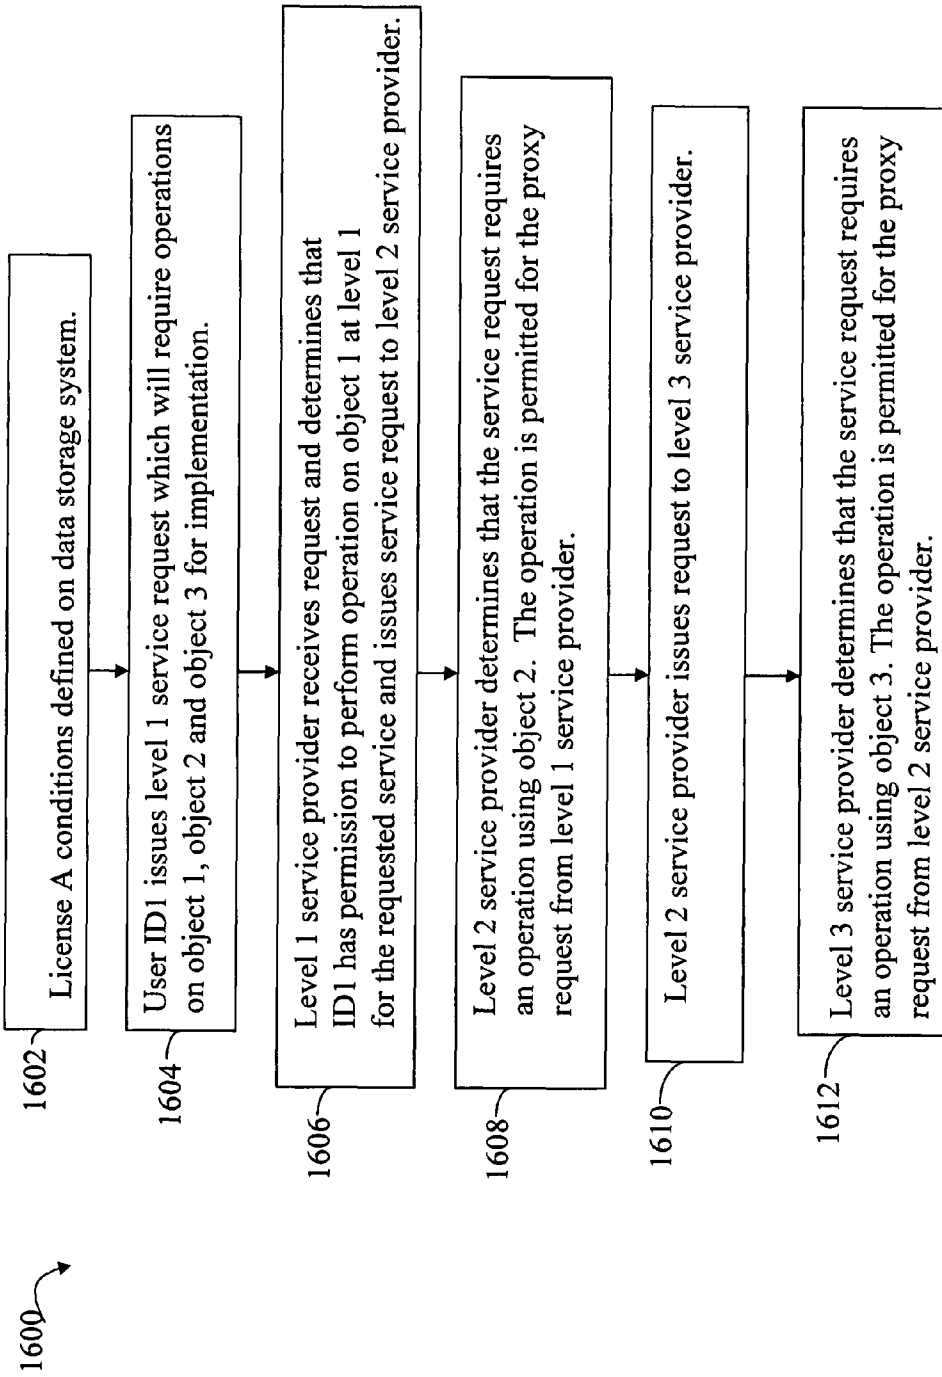 1600
1602
License A conditions defined on data storage system.
1604
User ID1 issues level 1 service request which will require operations
on object 1, object 2 and object 3 for implementation.
1606
Level 1 service provider receives request and determines that
ID1 has permission to perform operation on object 1 at level 1
for the requested service and issues service request to level 2 service provider.
1608
Level 2 service provider determines that the service request requires
an operation using object 2. The operation is permitted for the proxy
request from level 1 service provider.
1610
Level 2 service provider issues request to level 3 service provider.
1612
Level 3 service provider determines that the service request requires
an operation using object 3. The operation is permitted for the proxy
request from level 2 service provider.